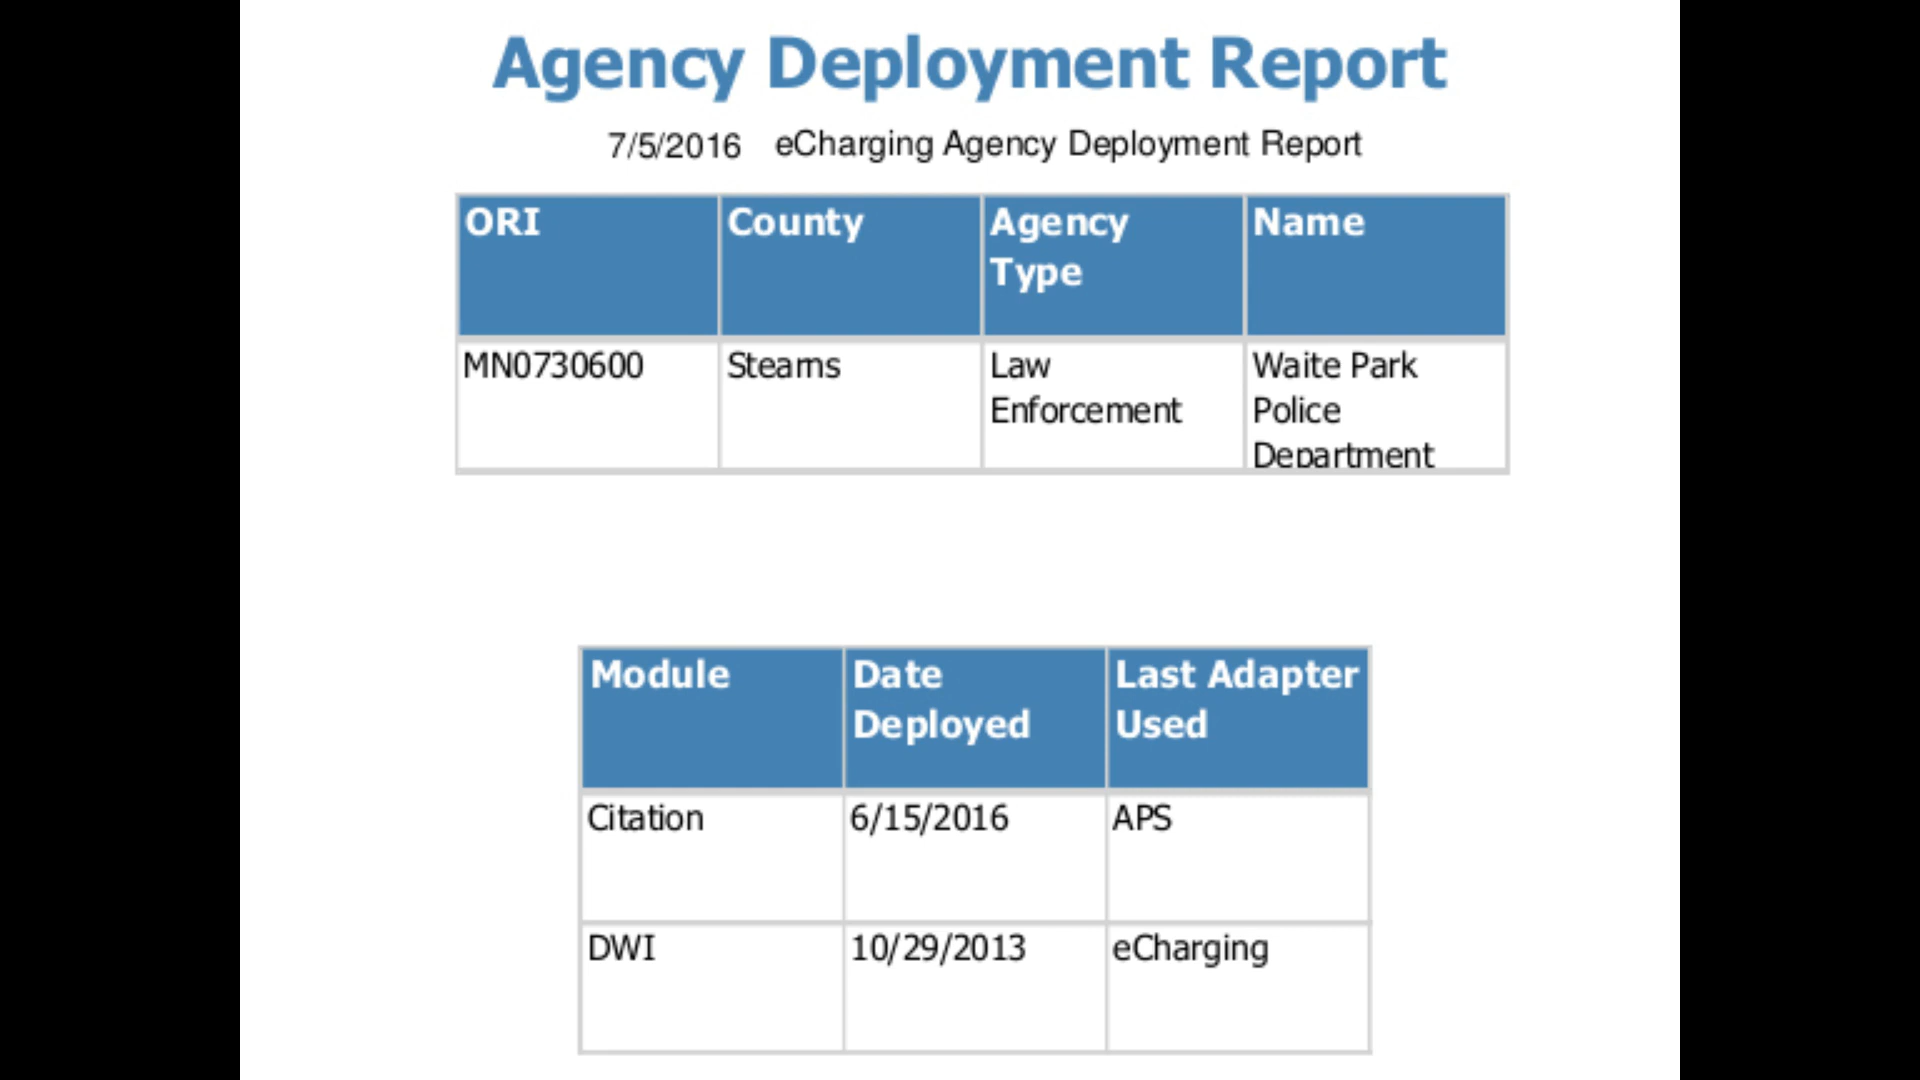 Agency Deployment Report
7/5/2016 eCharging Agency Deployment Report
ORI County Agency Name
Type
MN0730600 Stearns Law Waite Park
Enforcement Police
Department
Module Date Last Adapter
Deployed Used
Citation 6/15/2016 APS
DWI 10/29/2013 eCharging